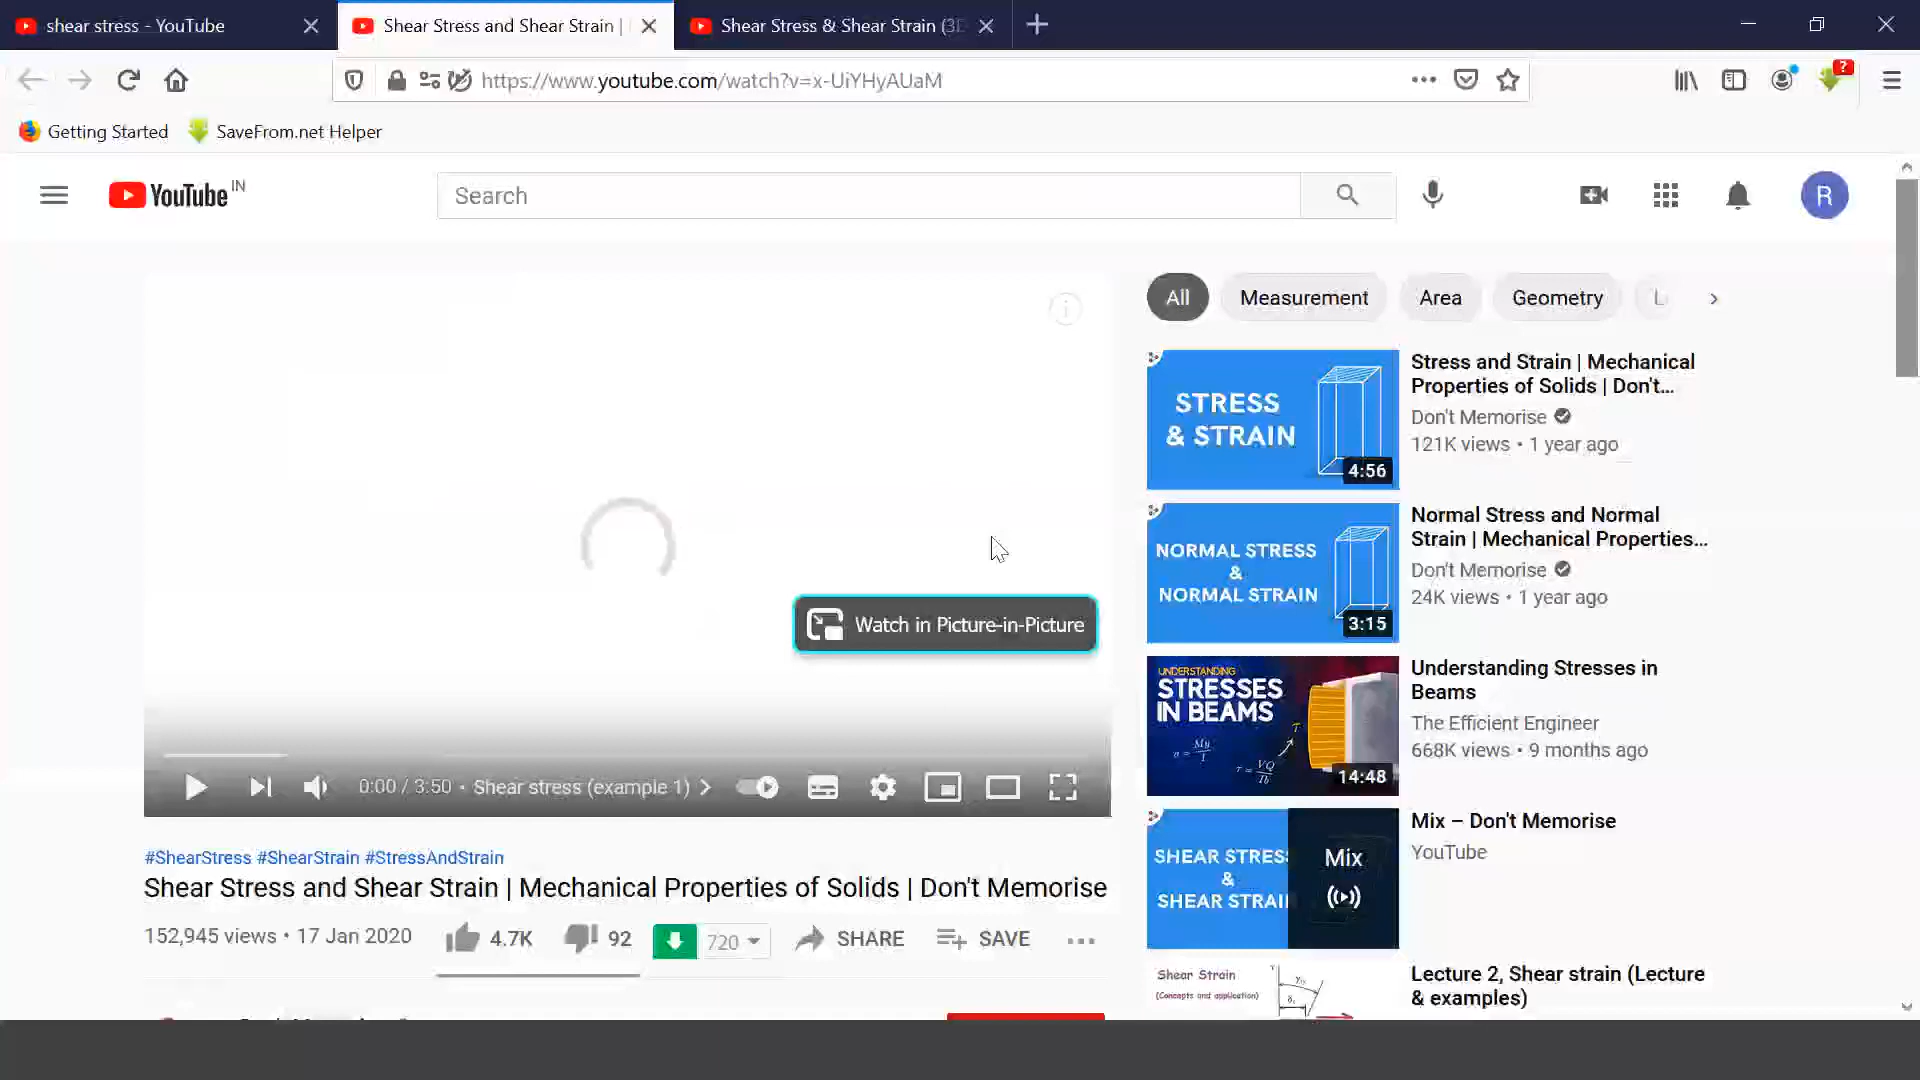 shear stress - YouTube
Shear Stress and Shear Strain |
Shear Stress & Shear Strain (3D
https://www.youtube.com/watch?v=x-UiYHyAUaM
?
Getting Started
SaveFrom.net Helper
YouTube IN
Search
R
All
Measurement
Area
Geometry
STRESS
& STRAIN
4:56
Stress and Strain | Mechanical
Properties of Solids | Don't...
Don't Memorise
121K views • 1 year ago
NORMAL STRESS
&
NORMAL STRAIN
3:15
Normal Stress and Normal
Strain | Mechanical Properties...
Don't Memorise
24K views • 1 year ago
Watch in Picture-in-Picture
UNDERSTANDING
STRESSES
IN BEAMS
14:48
Understanding Stresses in
Beams
The Efficient Engineer
668K views • 9 months ago
0:00 / 3:50 • Shear stress (example 1)
SHEAR STRESS
&
SHEAR STRAIN
Mix
Mix – Don't Memorise
YouTube
#ShearStress #ShearStrain #StressAndStrain
Shear Stress and Shear Strain | Mechanical Properties of Solids | Don't Memorise
152,945 views • 17 Jan 2020
4.7K
92
720
SHARE
SAVE
Shear Strain
(Concepts and application)
Lecture 2, Shear strain (Lecture
& examples)